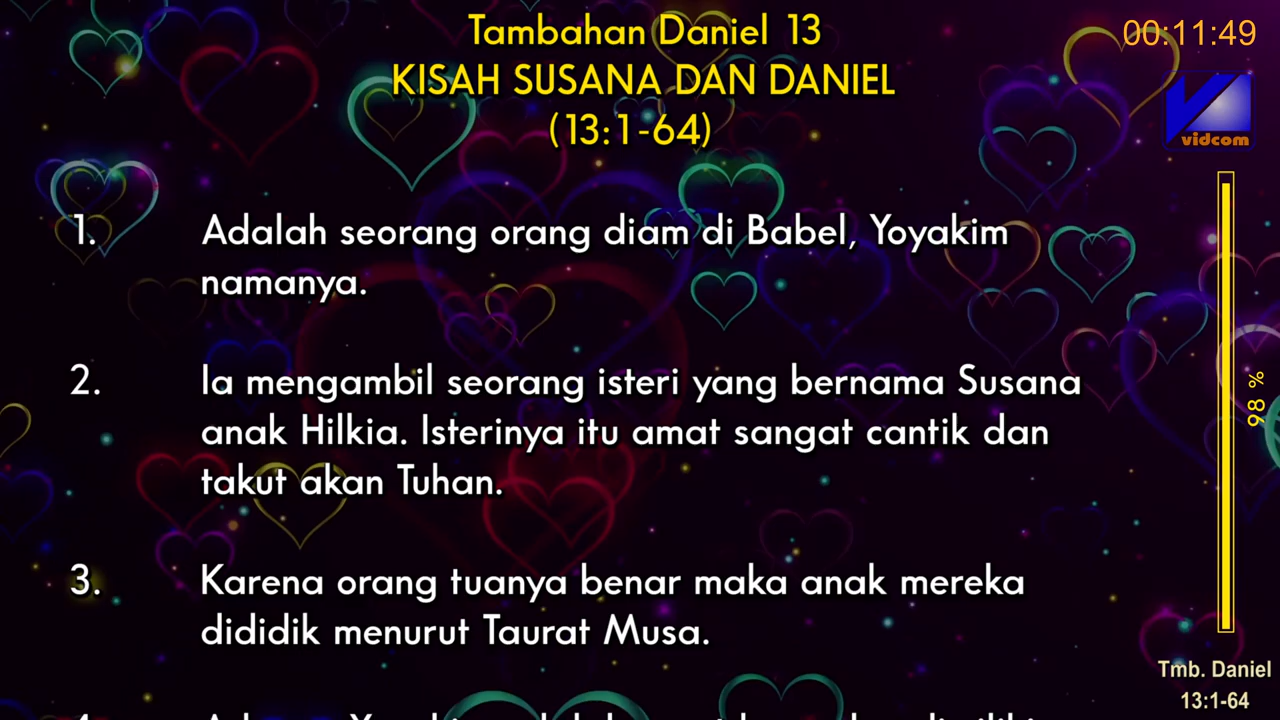 Tambahan Daniel 13
KISAH SUSANA DAN DANIEL
(13:1-64)
00:11:49
vidcom
1. Adalah seorang orang diam di Babel, Yoyakim
namanya.
2. Ia mengambil seorang isteri yang bernama Susana
anak Hilkia. Isterinya itu amat sangat cantik dan
takut akan Tuhan.
3. Karena orang tuanya benar maka anak mereka
dididik menurut Taurat Musa.
98 %
Tmb. Daniel
13:1-64